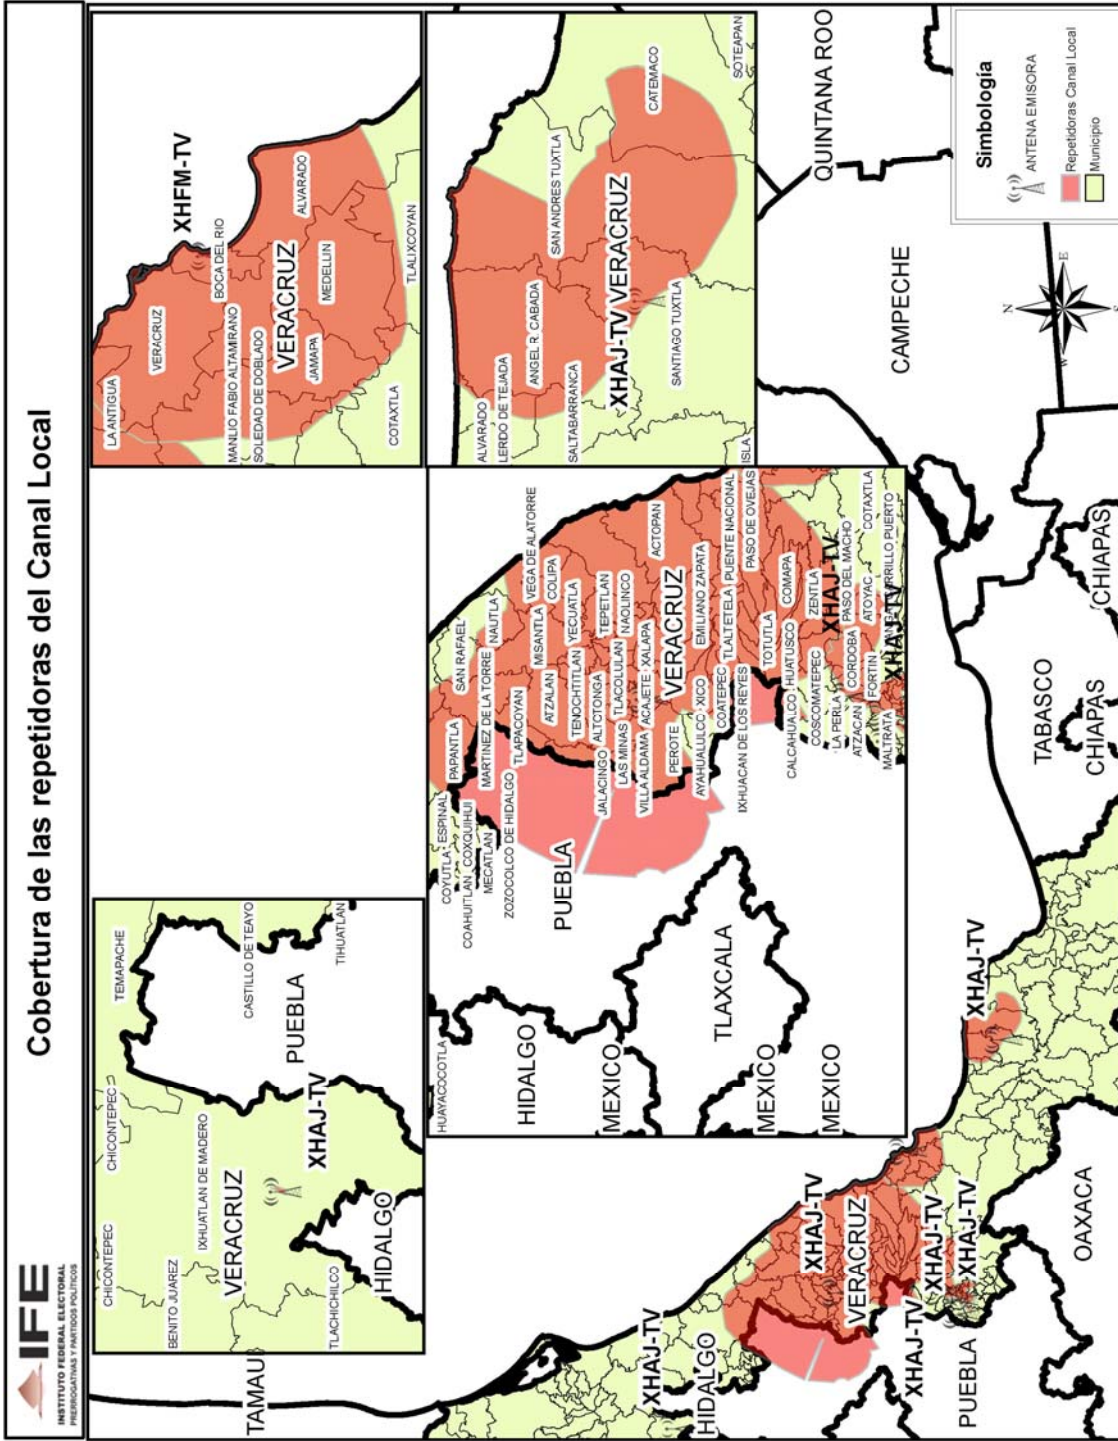 IFE
INSTITUTO FEDERAL ELECTORAL
PRERROGATIVAS Y PARTIDOS POLÍTICOS
Cobertura de las repetidoras del Canal Local
CHICONTEPEC
CHICONTEPEC
TEMAPACHE
BENITO JUAREZ
IXHUATLAN DE MADERO
CASTILLO DE TEAYO
VERACRUZ
PUEBLA
XHAJ-TV
TLACHICHILCO
TIHUATLAN
HIDALGO
LA ANTIGUA
VERACRUZ
XHFM-TV
BOCA DEL RIO
MANLIO FABIO ALTAMIRANO
SOLEDAD DE DOBLADO
VERACRUZ
ALVARADO
JAMAPA
MEDELLIN
COTAXTLA
TLALIXCOYAN
HUAYACOCOTLA
COYUTLA
ESPINAL
PAPANTLA
SAN RAFAEL
COAHUITLAN
COXQUIHUI
MECATLAN
MARTINEZ DE LA TORRE
NAUTLA
ZOZOCOLCO DE HIDALGO
TLAPACOYAN
VEGA DE ALATORRE
MISANTLA
COLIPA
ATZALAN
YECUATLA
TENOCHTITLAN
HIDALGO
PUEBLA
ALTOTONGA
TEPETLAN
JALACINGO
TLACOLULAN
NAOLINCO
LAS MINAS
MEXICO
VILLA ALDAMA
ACAJETE
XALAPA
ACTOPAN
PEROTE
VERACRUZ
AYAHUALULCO
XICO
EMILIANO ZAPATA
TLAXCALA
COATEPEC
TLALTETELA
PUENTE NACIONAL
IXHUACAN DE LOS REYES
PASO DE OVEJAS
MEXICO
TOTUTLA
COMAPA
CALCAHUALCO
HUATUSCO
ZENTLA
COSCOMATEPEC
XHAJ-TV
MEXICO
LA PERLA
CORDOBA
PASO DEL MACHO
ATZACAN
FORTIN
ATOYAC
COTAXTLA
MALTRATA
XHAJ-TV
CARRILLO PUERTO
ALVARADO
LERDO DE TEJADA
ANGEL R. CABADA
SAN ANDRES TUXTLA
SALTABARRANCA
XHAJ-TV
VERACRUZ
CATEMACO
SANTIAGO TUXTLA
ISLA
SOTEAPAN
TAMAU
XHAJ-TV
HIDALGO
XHAJ-TV
VERACRUZ
XHAJ-TV
XHAJ-TV
XHAJ-TV
PUEBLA
XHAJ-TV
OAXACA
TABASCO
CHIAPAS
CHIAPAS
CAMPECHE
QUINTANA ROO
N
E
S
W
Simbología
ANTENA EMISORA
Repetidoras Canal Local
Municipio